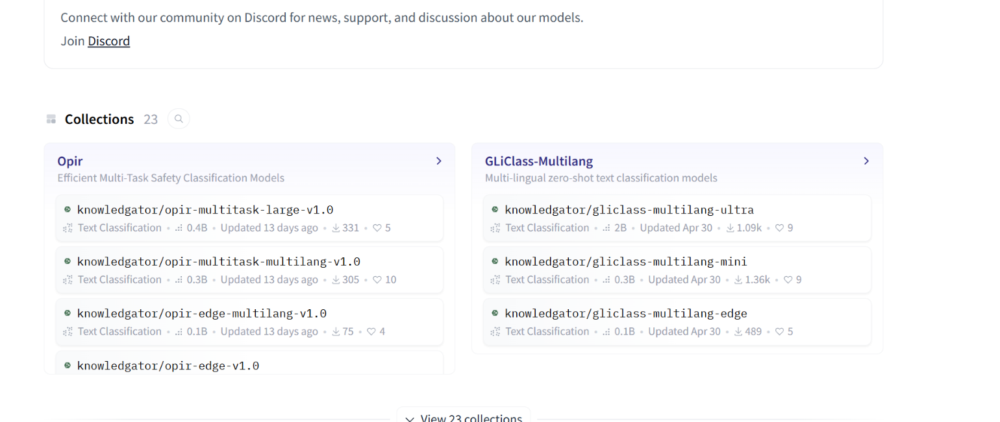 Connect with our community on Discord for news, support, and discussion about our models.
Join Discord
Collections 23
Opir
Efficient Multi-Task Safety Classification Models
knowledgator/opir-multitask-large-v1.0
Text Classification • 0.4B • Updated 13 days ago • 331 • 5
knowledgator/opir-multitask-multilang-v1.0
Text Classification • 0.3B • Updated 13 days ago • 305 • 10
knowledgator/opir-edge-multilang-v1.0
Text Classification • 0.1B • Updated 13 days ago • 75 • 4
knowledgator/opir-edge-v1.0
GLiClass-Multilang
Multi-lingual zero-shot text classification models
knowledgator/gliclass-multilang-ultra
Text Classification • 2B • Updated Apr 30 • 1.09k • 9
knowledgator/gliclass-multilang-mini
Text Classification • 0.3B • Updated Apr 30 • 1.36k • 9
knowledgator/gliclass-multilang-edge
Text Classification • 0.1B • Updated Apr 30 • 489 • 5
View 23 collections